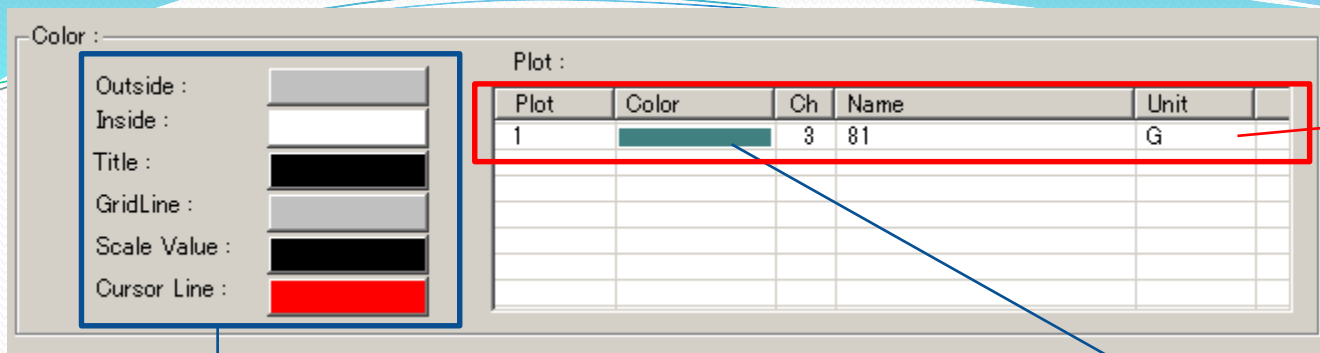 Color :
Outside :
Inside :
Title :
GridLine :
Scale Value :
Cursor Line :
Plot :
Plot Color Ch Name Unit
1 3 81 G